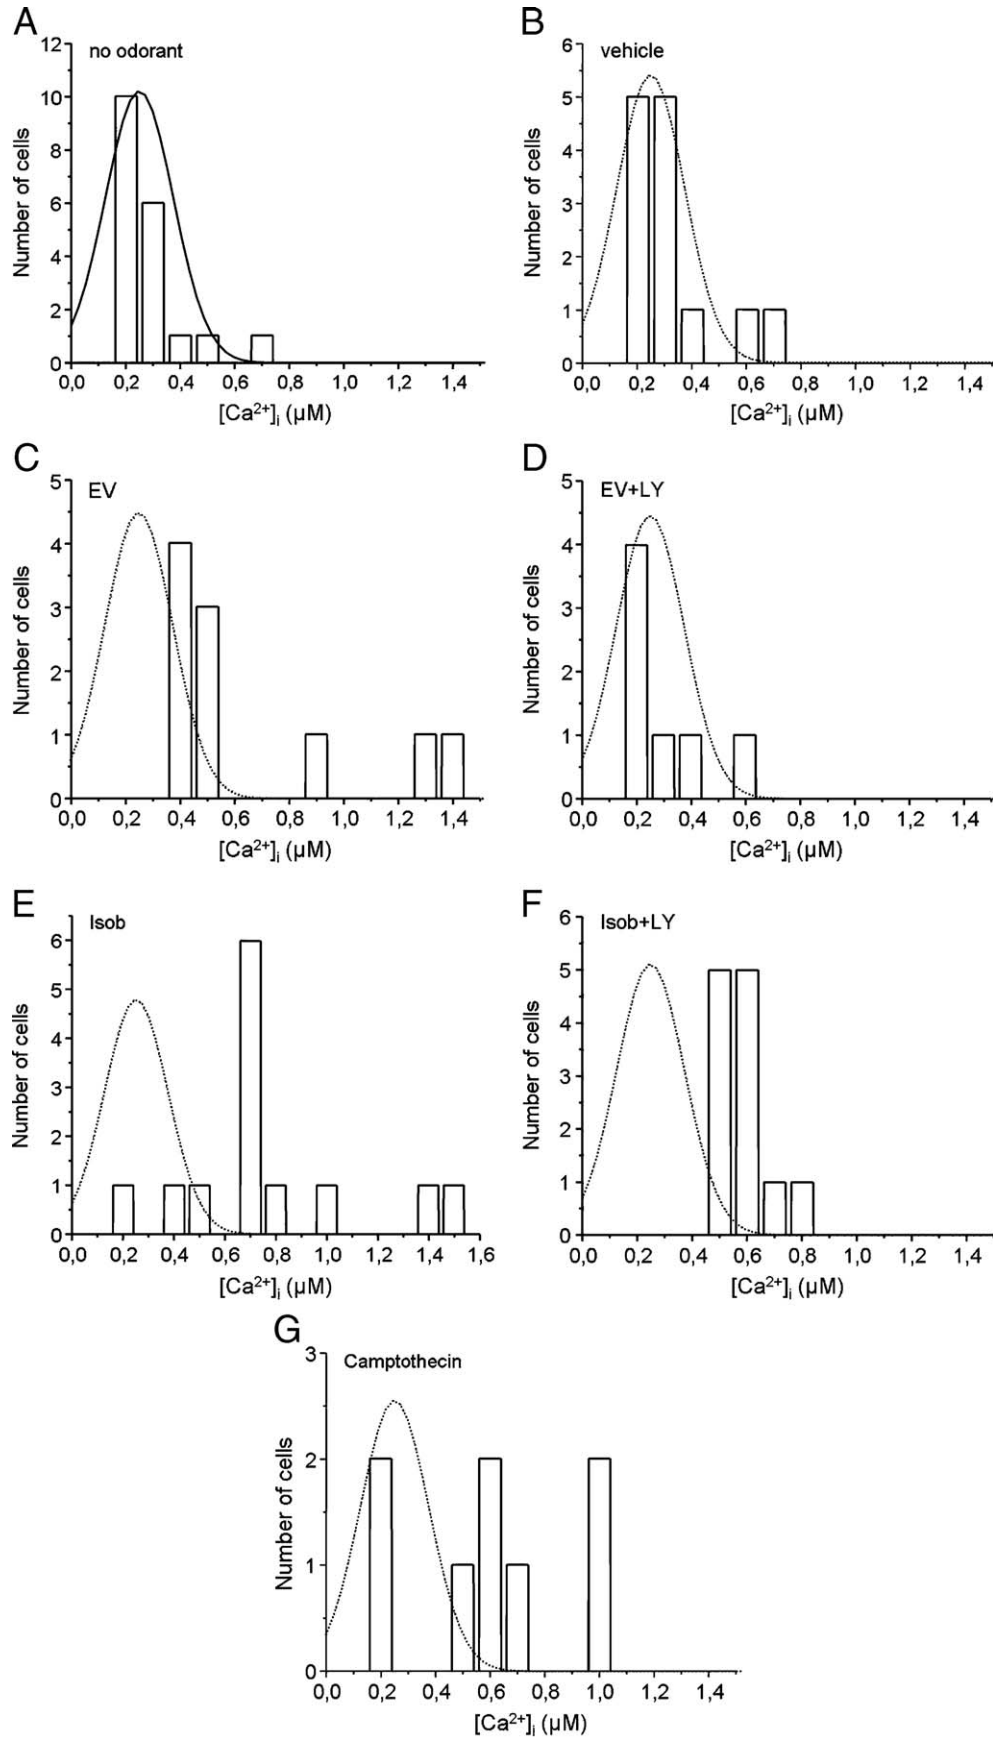 A
no odorant
12
10
8
6
4
2
0
Number of cells
0,0 0,2 0,4 0,6 0,8 1,0 1,2 1,4
[Ca²⁺]ᵢ (µM)
B
vehicle
6
5
4
3
2
1
0
Number of cells
0,0 0,2 0,4 0,6 0,8 1,0 1,2 1,4
[Ca²⁺]ᵢ (µM)
C
EV
5
4
3
2
1
0
Number of cells
0,0 0,2 0,4 0,6 0,8 1,0 1,2 1,4
[Ca²⁺]ᵢ (µM)
D
EV+LY
5
4
3
2
1
0
Number of cells
0,0 0,2 0,4 0,6 0,8 1,0 1,2 1,4
[Ca²⁺]ᵢ (µM)
E
Isob
6
5
4
3
2
1
0
Number of cells
0,0 0,2 0,4 0,6 0,8 1,0 1,2 1,4 1,6
[Ca²⁺]ᵢ (µM)
F
Isob+LY
6
5
4
3
2
1
0
Number of cells
0,0 0,2 0,4 0,6 0,8 1,0 1,2 1,4
[Ca²⁺]ᵢ (µM)
G
Camptothecin
3
2
1
0
Number of cells
0,0 0,2 0,4 0,6 0,8 1,0 1,2 1,4
[Ca²⁺]ᵢ (µM)